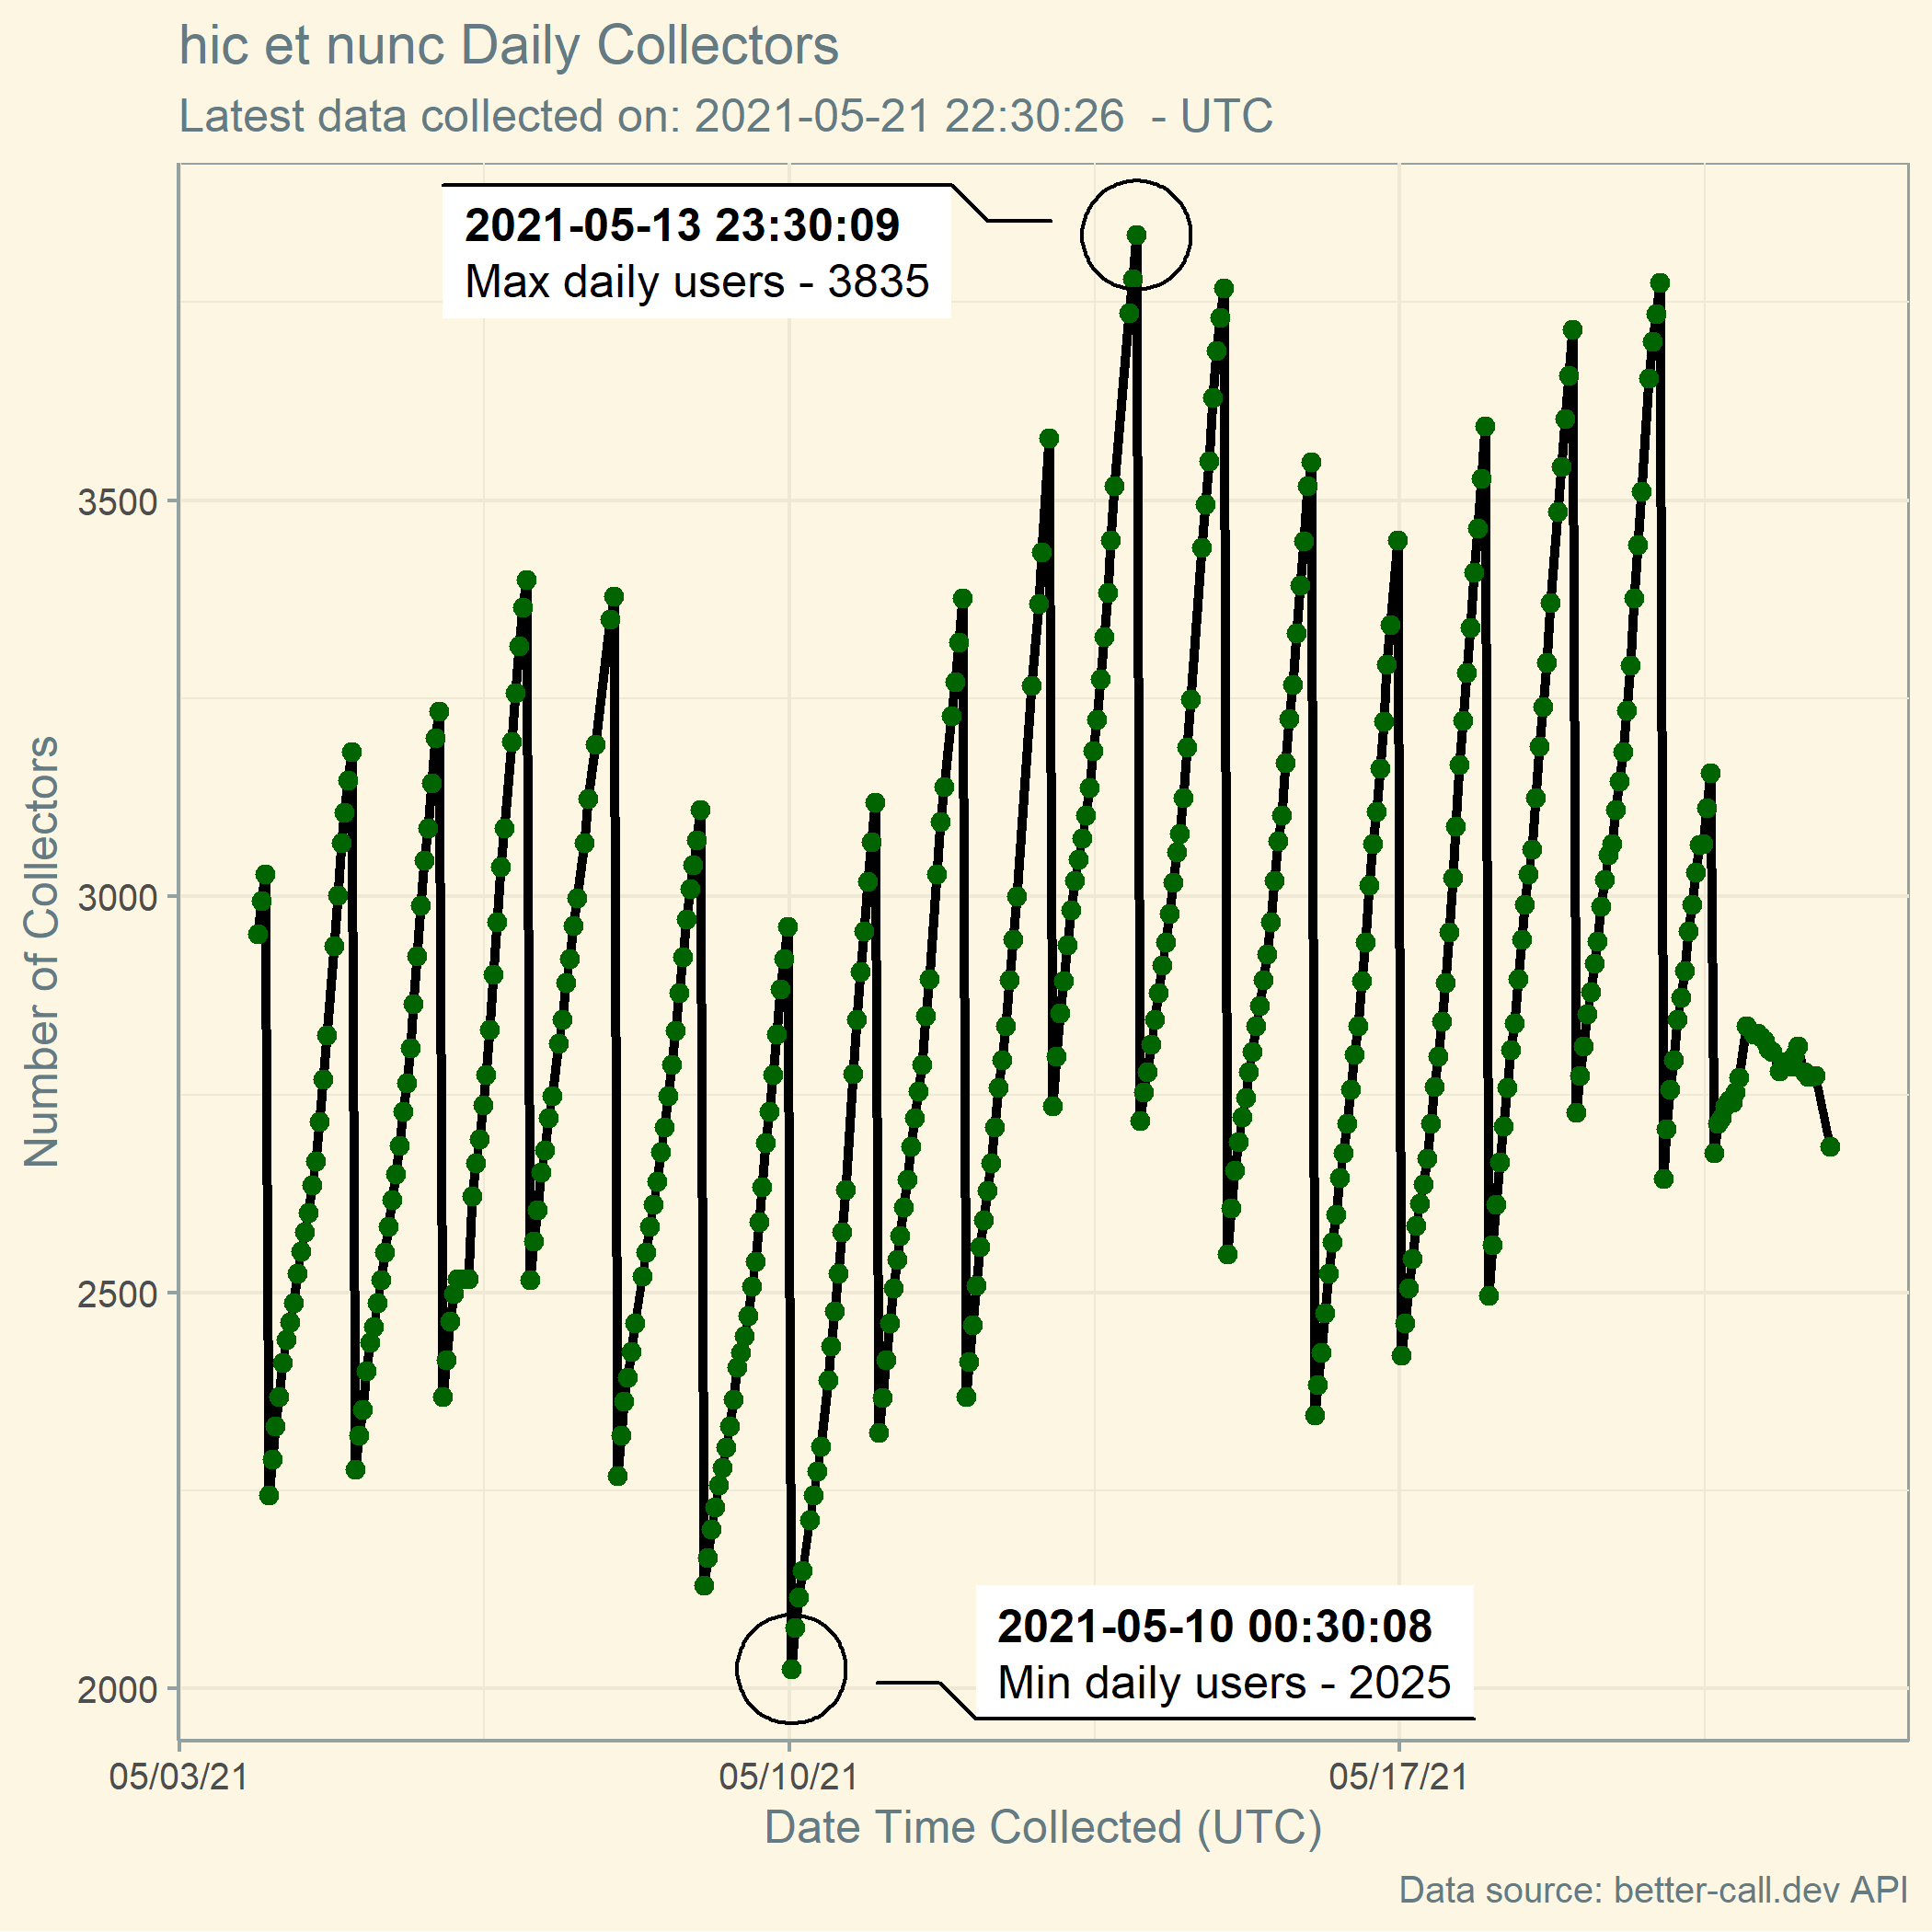 hic et nunc Daily Collectors
Latest data collected on: 2021-05-21 22:30:26  - UTC
2021-05-13 23:30:09
Max daily users - 3835
3500
3000
2500
2000
Number of Collectors
2021-05-10 00:30:08
Min daily users - 2025
05/03/21
05/10/21
05/17/21
Date Time Collected (UTC)
Data source: better-call.dev API